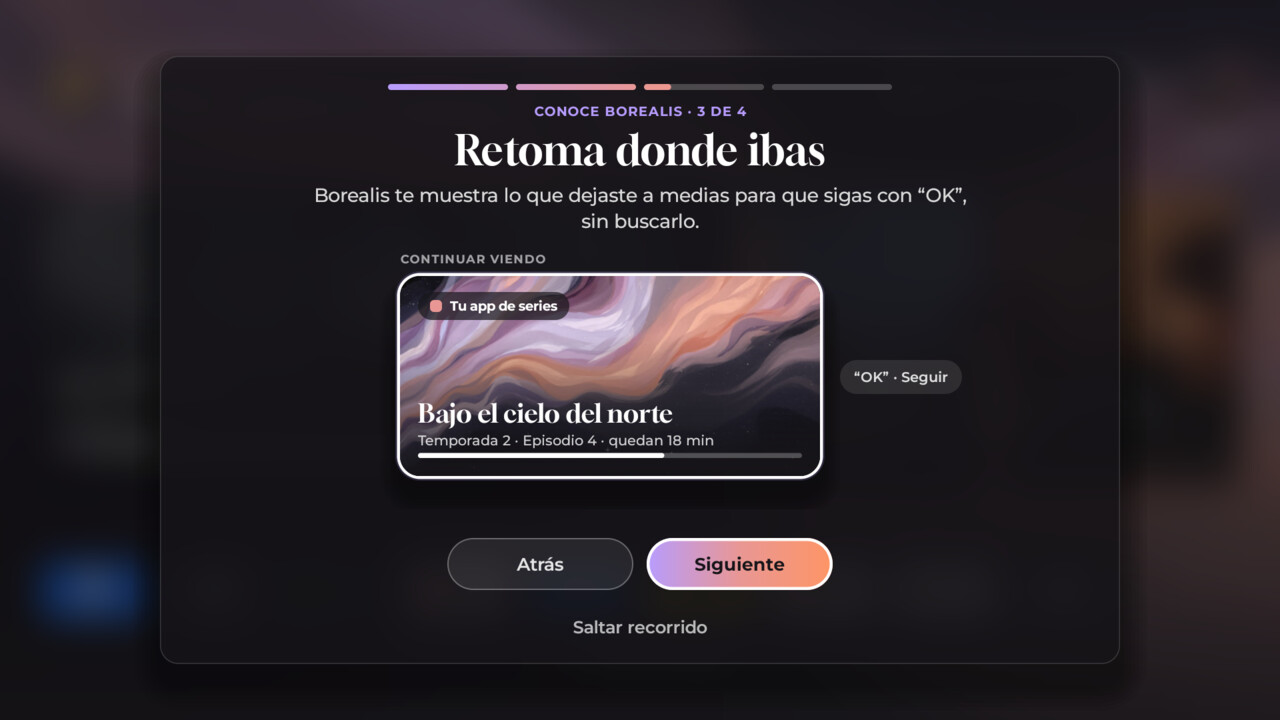 CONOCE BOREALIS · 3 DE 4
Retoma donde ibas
Borealis te muestra lo que dejaste a medias para que sigas con “OK”,
sin buscarlo.
CONTINUAR VIENDO
Tu app de series
Bajo el cielo del norte
Temporada 2 · Episodio 4 · quedan 18 min
“OK” · Seguir
Atrás
Siguiente
Saltar recorrido